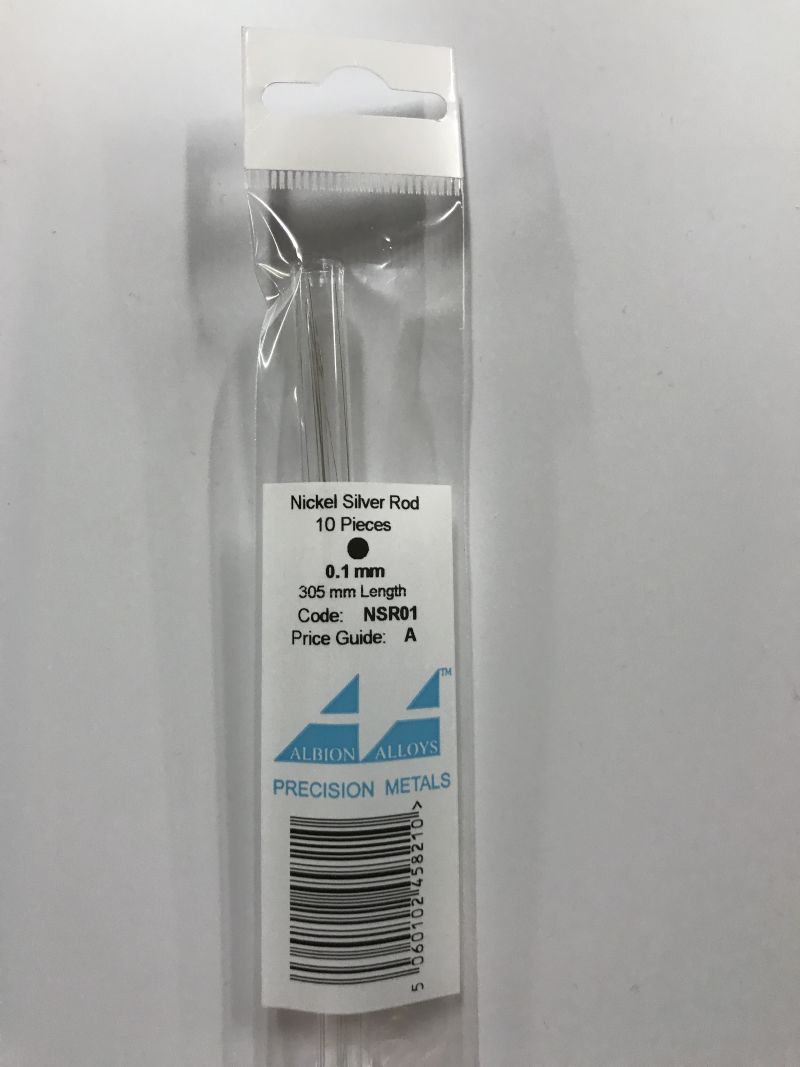 Nickel Silver Rod
10 Pieces
0.1 mm
305 mm Length
Code: NSR01
Price Guide: A
TM
ALBION ALLOYS
PRECISION METALS
5 060102 458210 >